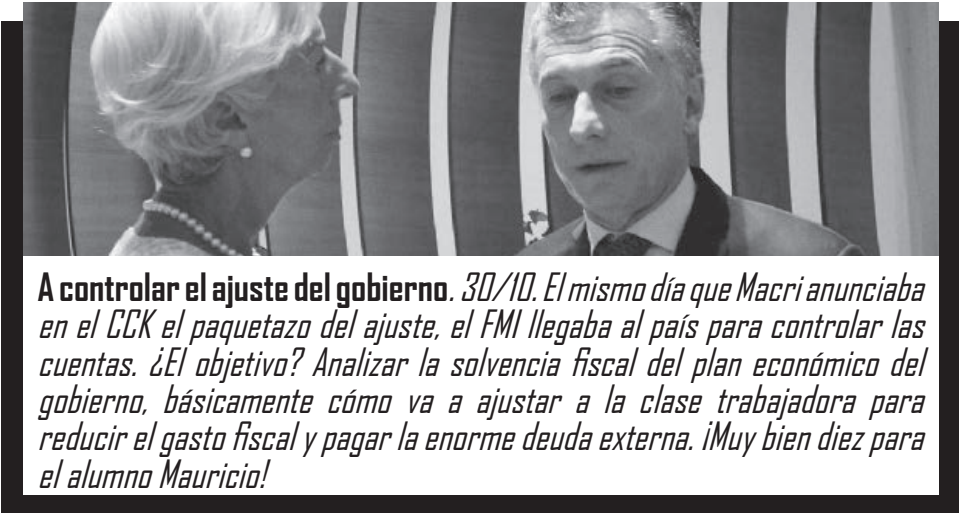 A controlar el ajuste del gobierno. 30/10. El mismo día que Macri anunciaba
en el CCK el paquetazo del ajuste, el FMI llegaba al país para controlar las
cuentas. ¿El objetivo? Analizar la solvencia fiscal del plan económico del
gobierno, básicamente cómo va a ajustar a la clase trabajadora para
reducir el gasto fiscal y pagar la enorme deuda externa. ¡Muy bien diez para
el alumno Mauricio!